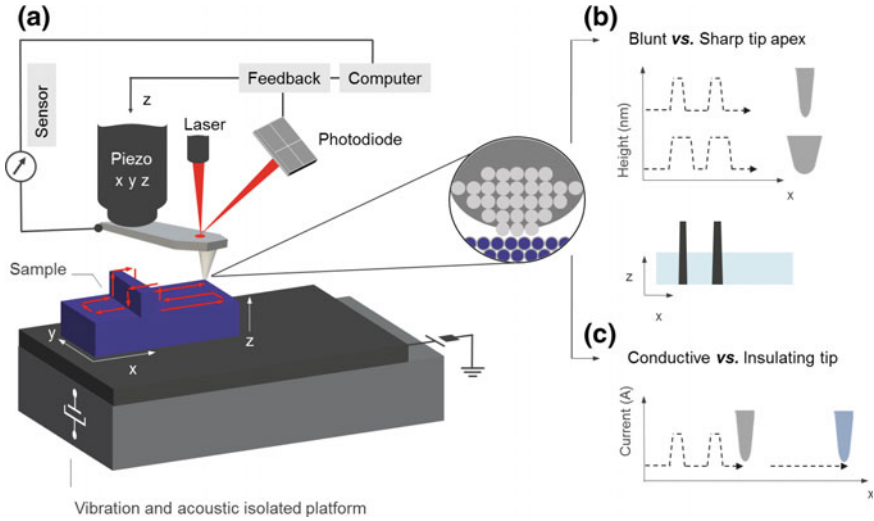 (a)
Feedback
Computer
z
Sensor
Laser
Photodiode
Piezo
x y z
Sample
y
x
z
Vibration and acoustic isolated platform
(b)
Blunt vs. Sharp tip apex
Height (nm)
x
z
x
(c)
Conductive vs. Insulating tip
Current (A)
x